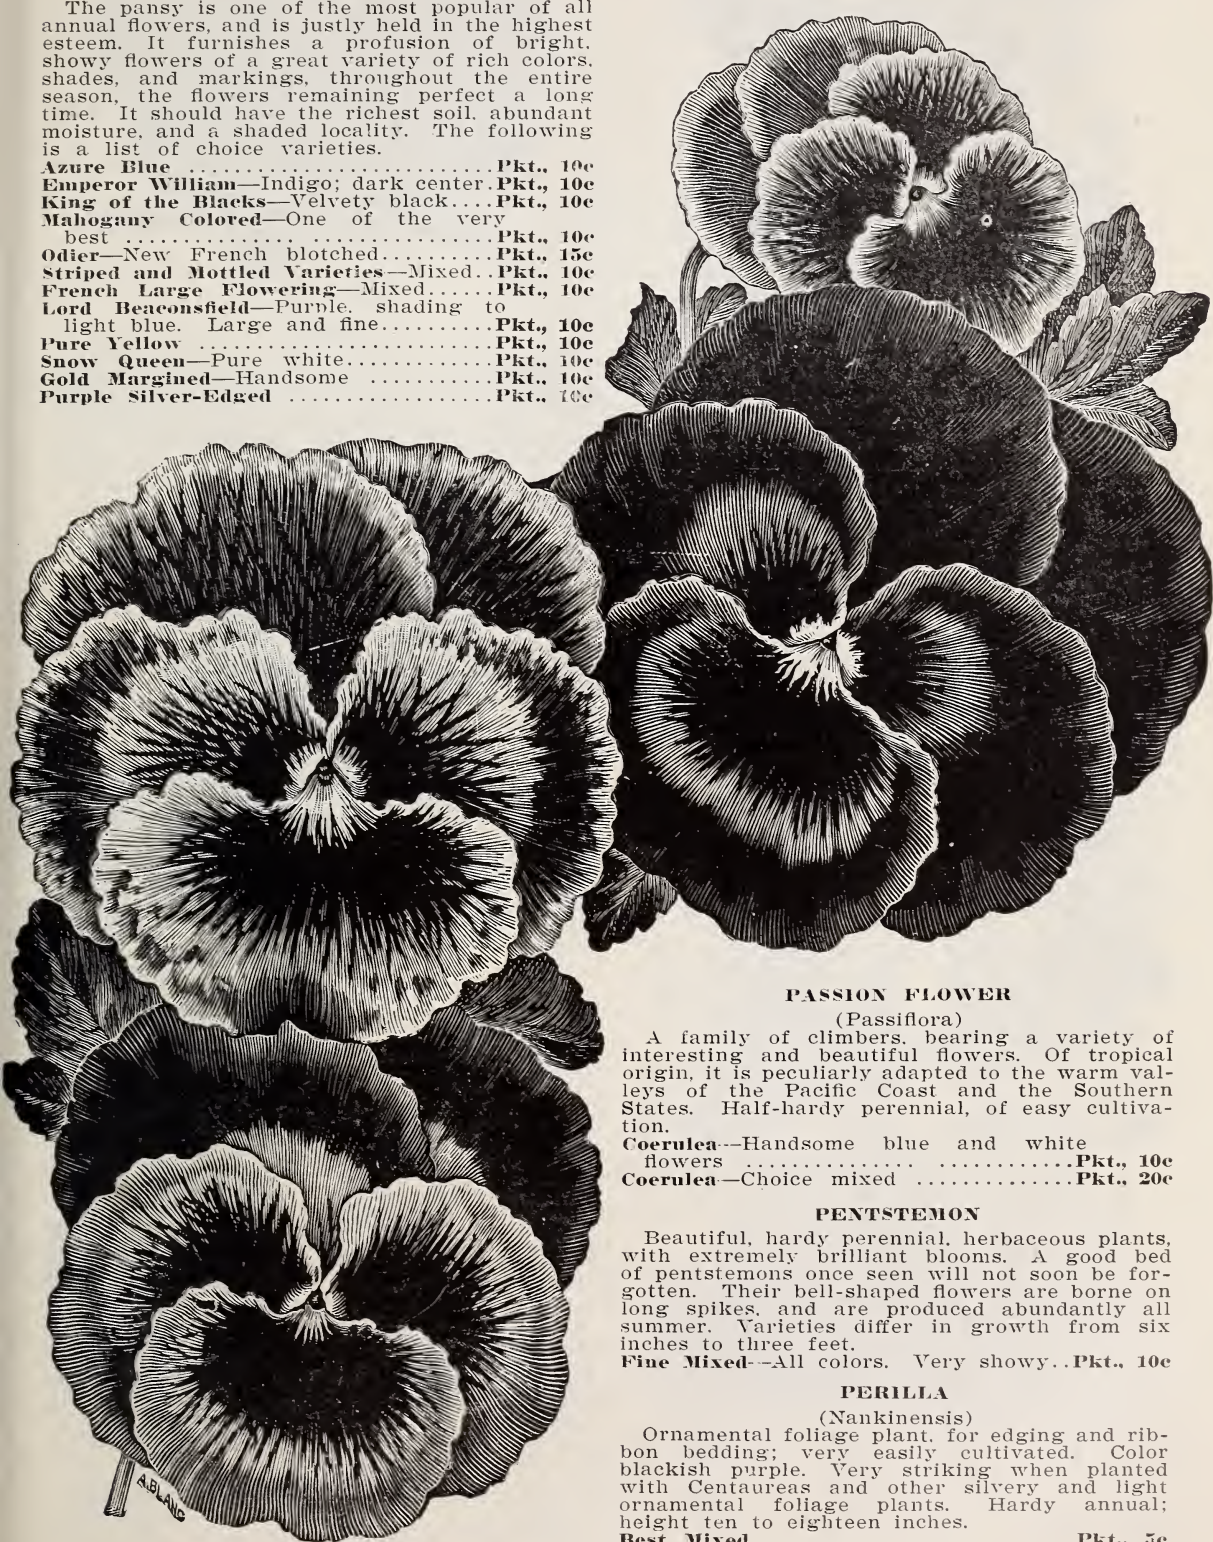 The pansy is one of the most popular of all
annual flowers, and is justly held in the highest
esteem. It furnishes a profusion of bright,
showy flowers of a great variety of rich colors,
shades, and markings, throughout the entire
season, the flowers remaining perfect a long
time. It should have the richest soil, abundant
moisture, and a shaded locality. The following
is a list of choice varieties.
Azure Blue ......................Pkt., 10c
Emperor William—Indigo; dark center.Pkt., 10c
King of the Blacks—Velvety black....Pkt., 10c
Mahogany Colored—One of the very
best ..........................Pkt., 10c
Odier—New French blotched..........Pkt., 15c
Striped and Mottled Varieties—Mixed..Pkt., 10c
French Large Flowering—Mixed......Pkt., 10c
Lord Beaconsfield—Purple, shading to
light blue. Large and fine..........Pkt., 10c
Pure Yellow ......................Pkt., 10c
Snow Queen—Pure white.............Pkt. 10c
Gold Margined—Handsome ...........Pkt., 10c
Purple Silver-Edged ..................Pkt., 10c
PASSION FLOWER
(Passiflora)
A family of climbers, bearing a variety of
interesting and beautiful flowers. Of tropical
origin, it is peculiarly adapted to the warm val-
leys of the Pacific Coast and the Southern
States. Half-hardy perennial, of easy cultiva-
tion.
Coerulea—Handsome blue and white
flowers ............... ............Pkt., 10c
Coerulea—Choice mixed ..............Pkt., 20c
PENTSTEMON
Beautiful, hardy perennial, herbaceous plants,
with extremely brilliant blooms. A good bed
of pentstemons once seen will not soon be for-
gotten. Their bell-shaped flowers are borne on
long spikes, and are produced abundantly all
summer. Varieties differ in growth from six
inches to three feet.
Fine Mixed—All colors. Very showy..Pkt., 10c
PERILLA
(Nankinensis)
Ornamental foliage plant, for edging and rib-
bon bedding; very easily cultivated. Color
blackish purple. Very striking when planted
with Centaureas and other silvery and light
ornamental foliage plants. Hardy annual;
height ten to eighteen inches.
Best Mixed Pkt., 5c
A.BLANC